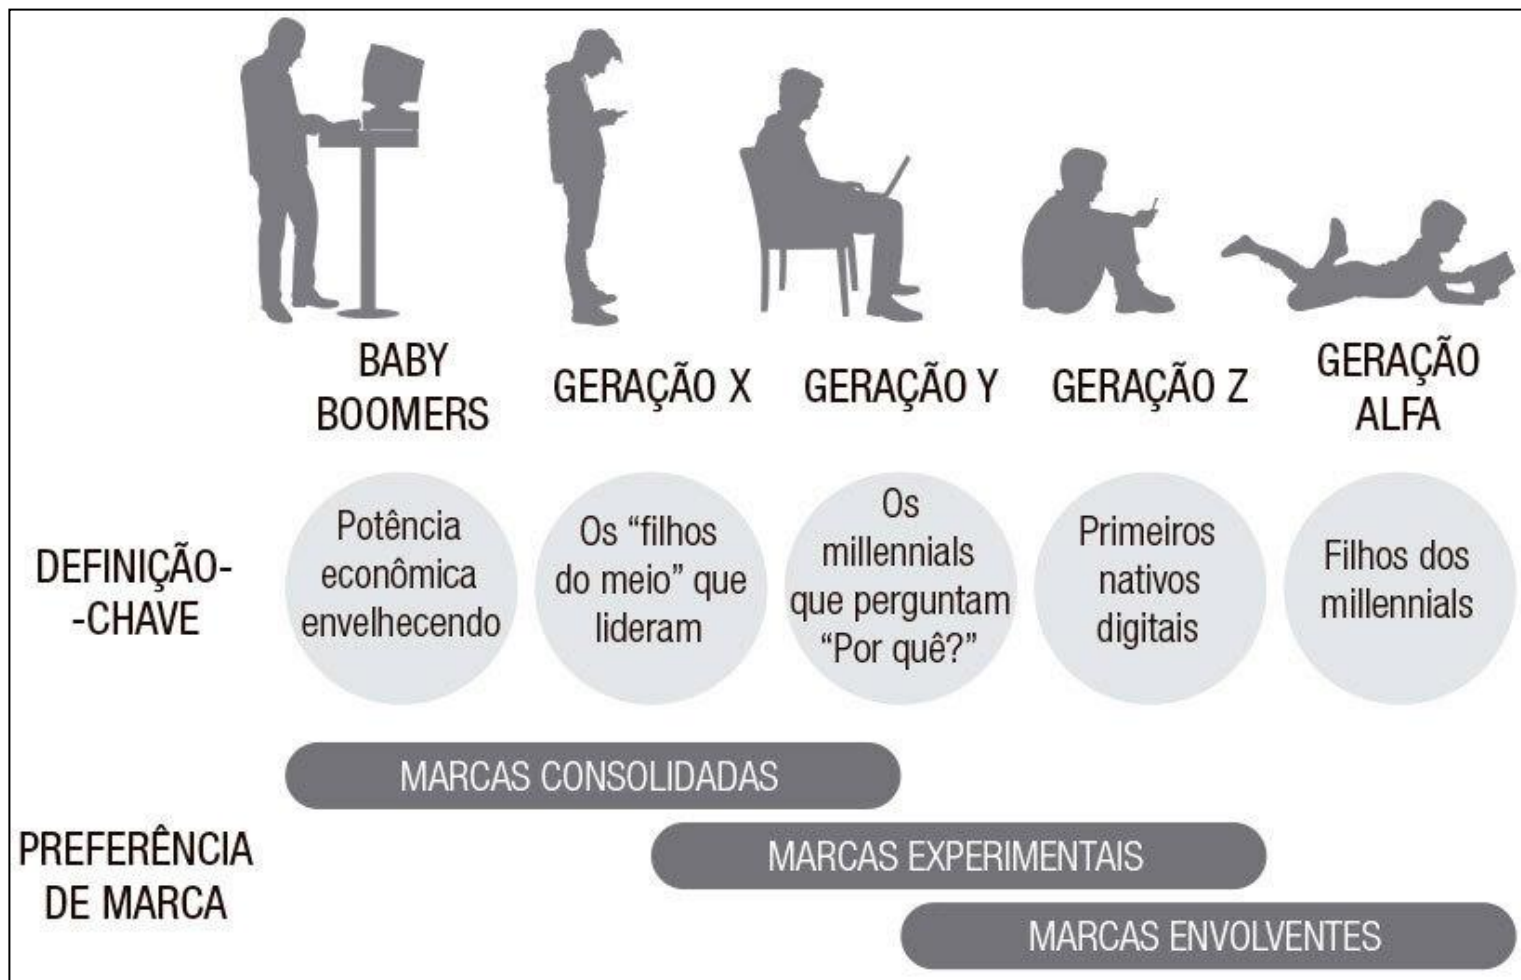 BABY
BOOMERS
GERAÇÃO X
GERAÇÃO Y
GERAÇÃO Z
GERAÇÃO
ALFA
DEFINIÇÃO-
-CHAVE
Potência
econômica
envelhecendo
Os “filhos
do meio” que
lideram
Os
millennials
que perguntam
“Por quê?”
Primeiros
nativos
digitais
Filhos dos
millennials
PREFERÊNCIA
DE MARCA
MARCAS CONSOLIDADAS
MARCAS EXPERIMENTAIS
MARCAS ENVOLVENTES